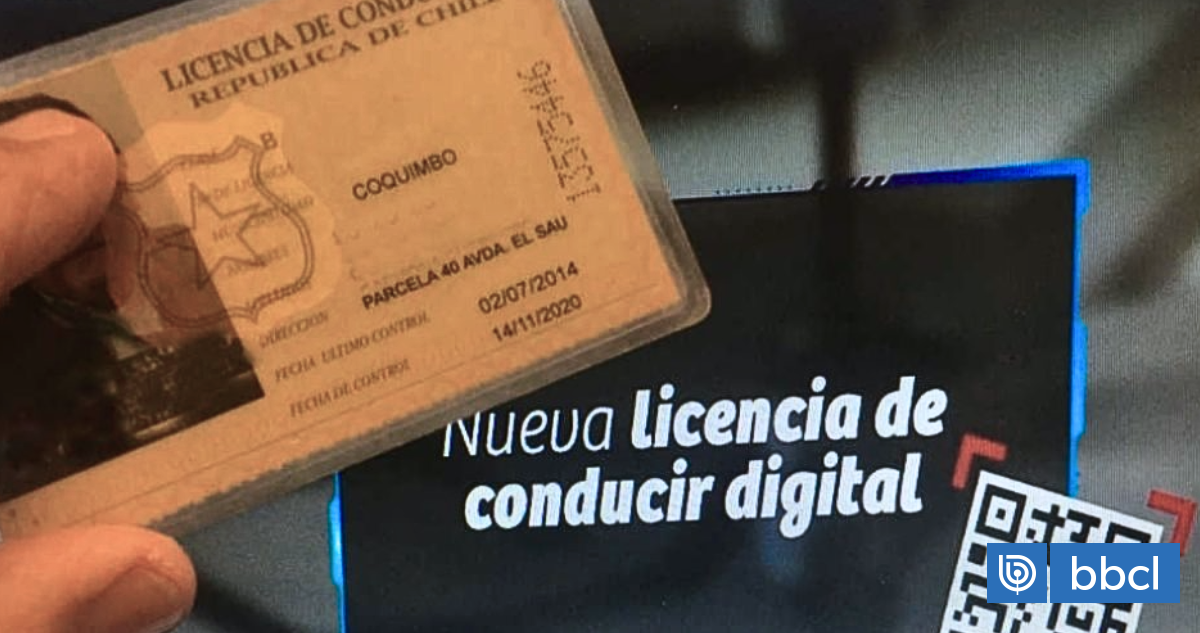 LICENCIA DE CONDU
REPUBLICA DE CHILE
B
COQUIMBO
PARCELA 40 AVDA. EL SAU
DIRECCION
FECHA ULTIMO CONTROL 02/07/2014
FECHA DE CONTROL 14/11/2020
Nueva licencia de
conducir digital
bbcl